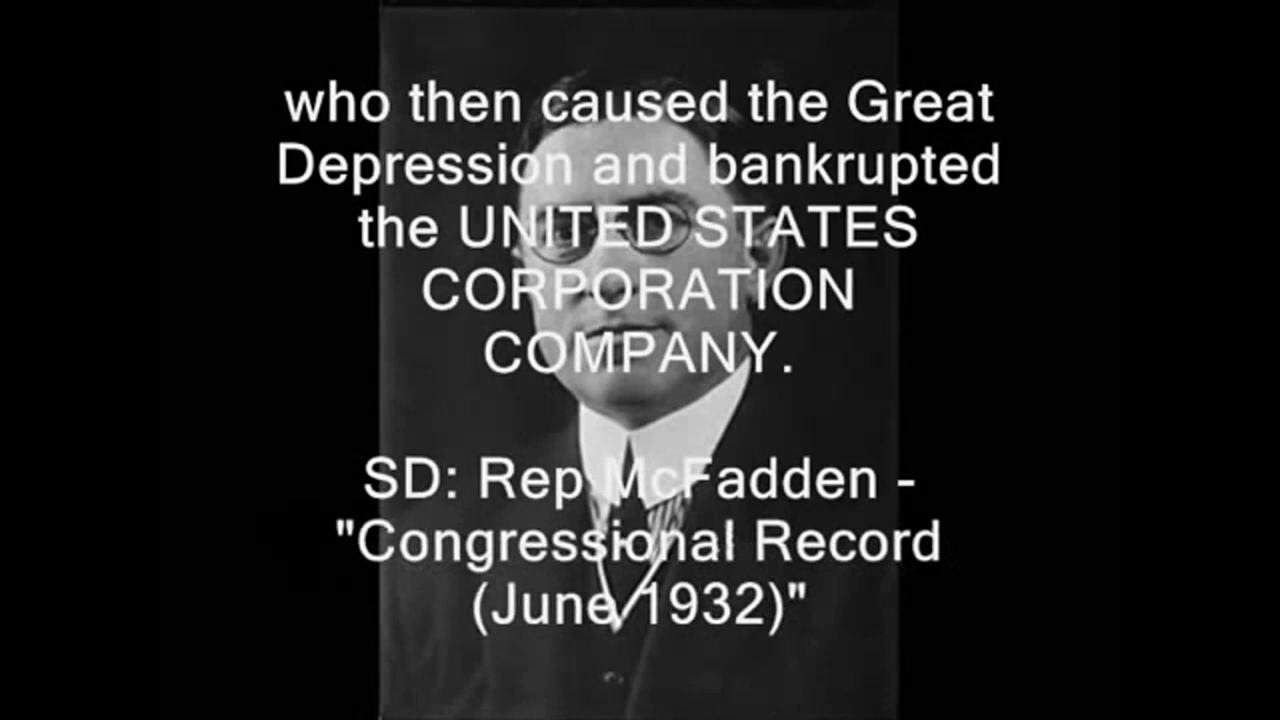 who then caused the Great
Depression and bankrupted
the UNITED STATES
CORPORATION
COMPANY.
SD: Rep McFadden -
"Congressional Record
(June 1932)"